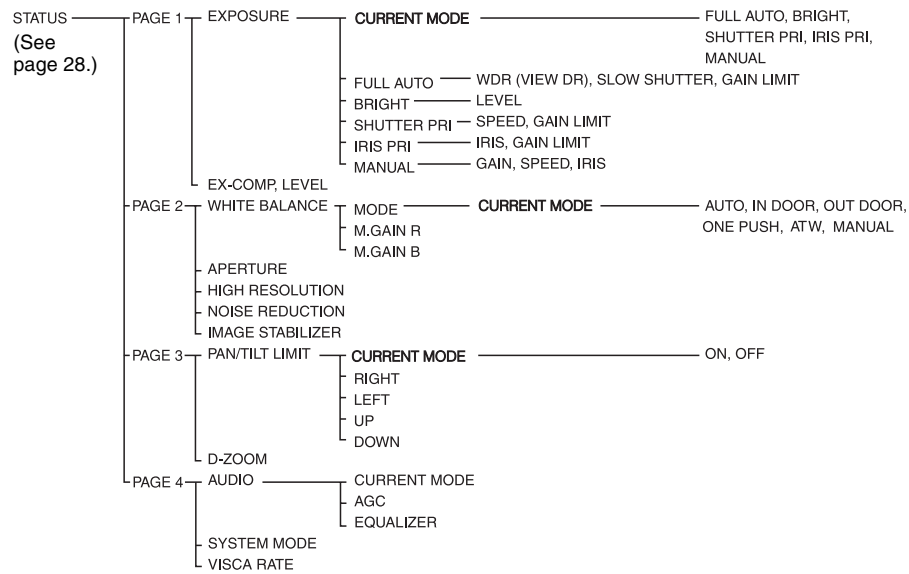 STATUS PAGE 1 EXPOSURE CURRENT MODE FULL AUTO, BRIGHT,
(See SHUTTER PRI, IRIS PRI,
page 28.) MANUAL
FULL AUTO WDR (VIEW DR), SLOW SHUTTER, GAIN LIMIT
BRIGHT LEVEL
SHUTTER PRI SPEED, GAIN LIMIT
IRIS PRI IRIS, GAIN LIMIT
MANUAL GAIN, SPEED, IRIS
EX-COMP, LEVEL
PAGE 2 WHITE BALANCE MODE CURRENT MODE AUTO, IN DOOR, OUT DOOR,
M.GAIN R ONE PUSH, ATW, MANUAL
M.GAIN B
APERTURE
HIGH RESOLUTION
NOISE REDUCTION
IMAGE STABILIZER
PAGE 3 PAN/TILT LIMIT CURRENT MODE ON, OFF
RIGHT
LEFT
UP
DOWN
D-ZOOM
PAGE 4 AUDIO CURRENT MODE
AGC
EQUALIZER
SYSTEM MODE
VISCA RATE